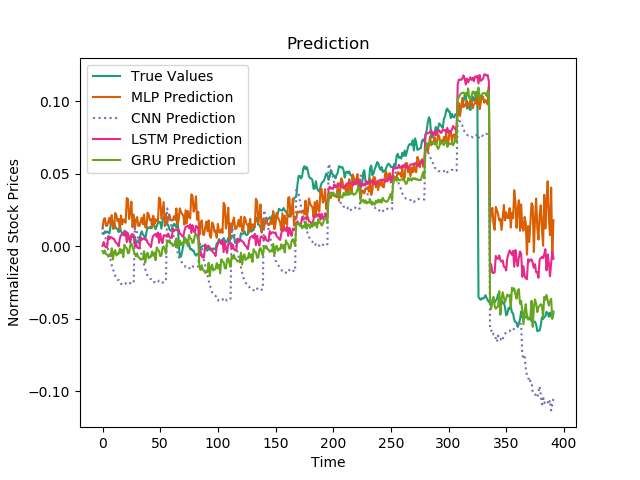 Prediction
True Values
MLP Prediction
CNN Prediction
LSTM Prediction
GRU Prediction
Normalized Stock Prices
0.10
0.05
0.00
−0.05
−0.10
0 50 100 150 200 250 300 350 400
Time